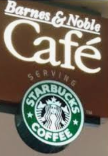 Barnes & Noble
Café
SERVING
STARBUCKS
COFFEE